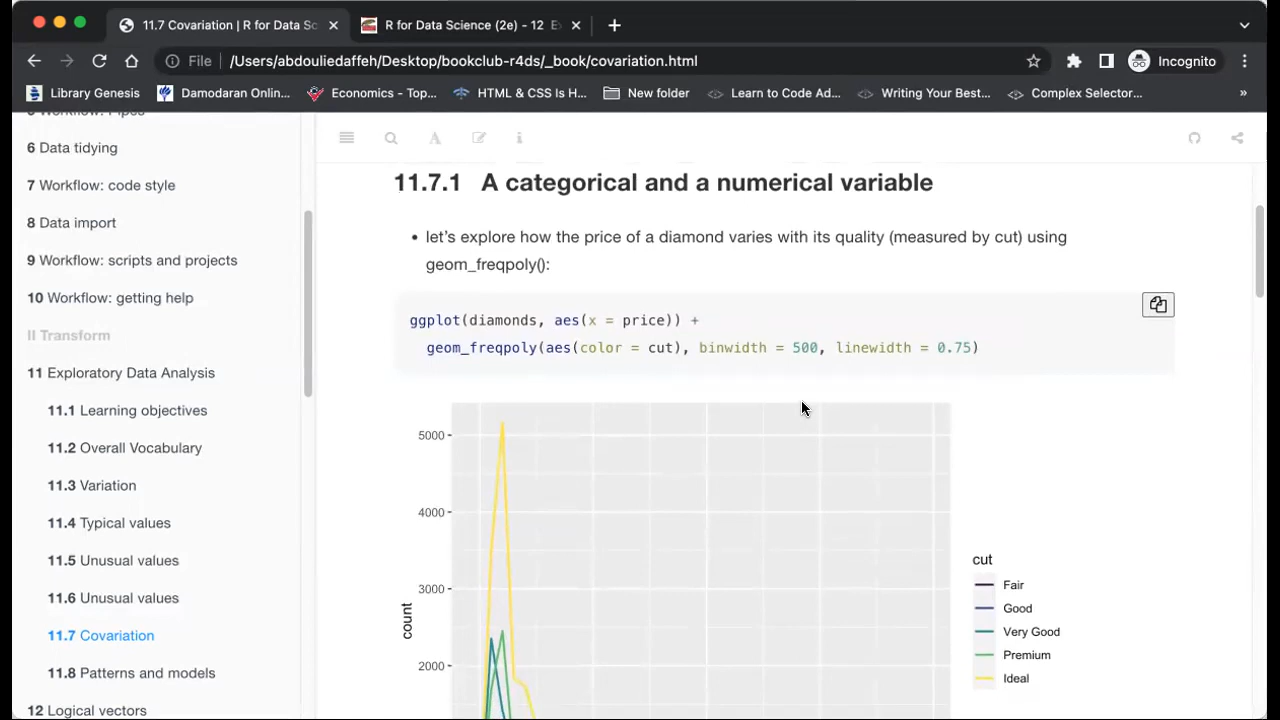 11.7 Covariation | R for Data Sc
R for Data Science (2e) - 12 E
File /Users/abdouliedaffeh/Desktop/bookclub-r4ds/_book/covariation.html
Incognito
Library Genesis
Damodaran Onlin...
Economics - Top...
HTML & CSS Is H...
New folder
Learn to Code Ad...
Writing Your Best...
Complex Selector...
»
6 Data tidying
7 Workflow: code style
8 Data import
9 Workflow: scripts and projects
10 Workflow: getting help
II Transform
11 Exploratory Data Analysis
11.1 Learning objectives
11.2 Overall Vocabulary
11.3 Variation
11.4 Typical values
11.5 Unusual values
11.6 Unusual values
11.7 Covariation
11.8 Patterns and models
12 Logical vectors
11.7.1 A categorical and a numerical variable
• let's explore how the price of a diamond varies with its quality (measured by cut) using
geom_freqpoly():
ggplot(diamonds, aes(x = price)) +
geom_freqpoly(aes(color = cut), binwidth = 500, linewidth = 0.75)
5000
4000
3000
2000
count
cut
Fair
Good
Very Good
Premium
Ideal